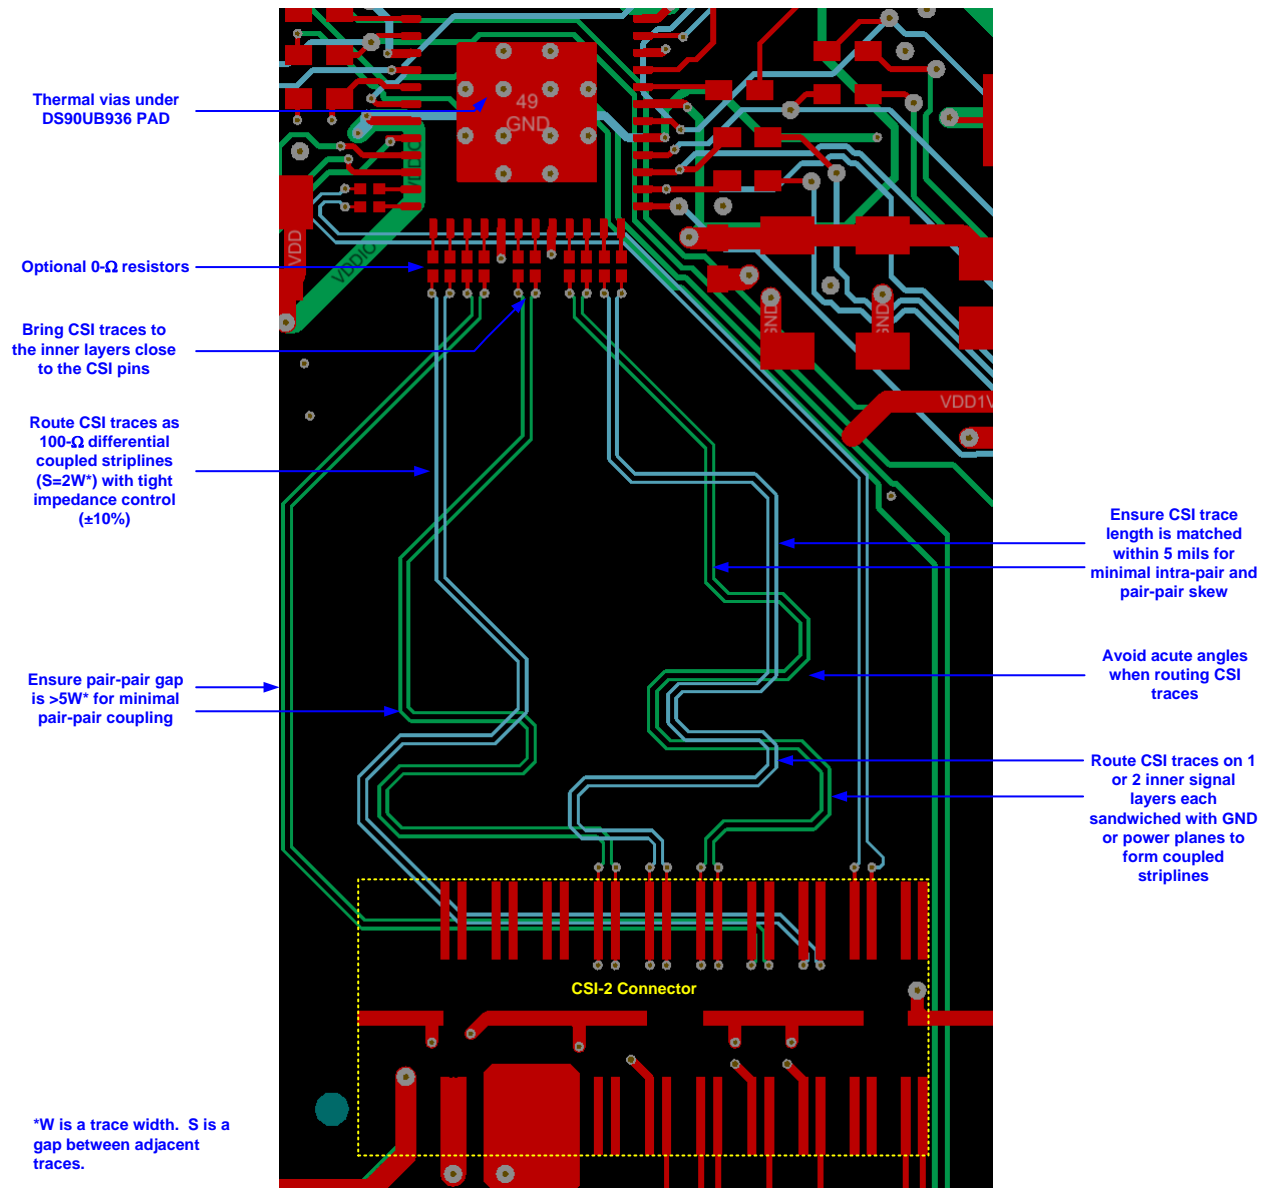 Thermal vias under
DS90UB936 PAD
49
GND
VDDIO
VDD
VDDIO
Optional 0-Ω resistors
Bring CSI traces to
the inner layers close
to the CSI pins
GND
GND
VDD1V
Route CSI traces as
100-Ω differential
coupled striplines
(S=2W*) with tight
impedance control
(±10%)
Ensure CSI trace
length is matched
within 5 mils for
minimal intra-pair and
pair-pair skew
Ensure pair-pair gap
is >5W* for minimal
pair-pair coupling
Avoid acute angles
when routing CSI
traces
Route CSI traces on 1
or 2 inner signal
layers each
sandwiched with GND
or power planes to
form coupled
striplines
CSI-2 Connector
*W is a trace width. S is a
gap between adjacent
traces.